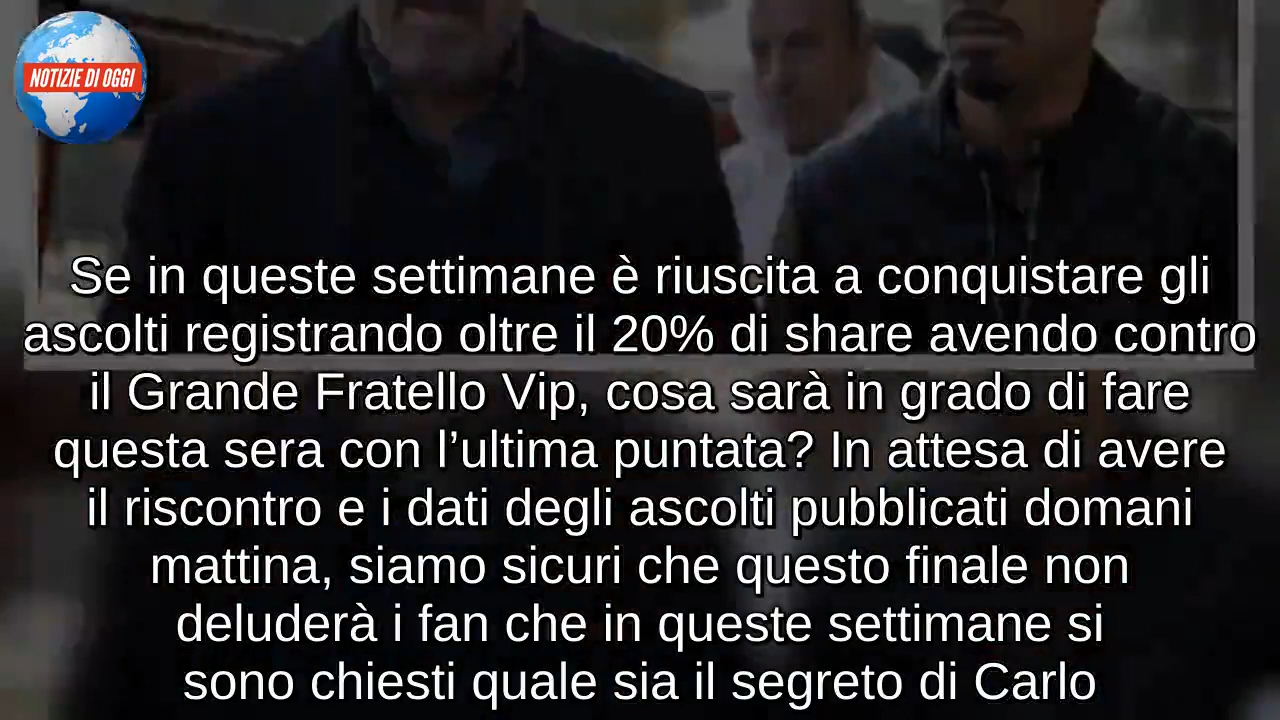 NOTIZIE DI OGGI
Se in queste settimane è riuscita a conquistare gli
ascolti registrando oltre il 20% di share avendo contro
il Grande Fratello Vip, cosa sarà in grado di fare
questa sera con l’ultima puntata? In attesa di avere
il riscontro e i dati degli ascolti pubblicati domani
mattina, siamo sicuri che questo finale non
deluderà i fan che in queste settimane si
sono chiesti quale sia il segreto di Carlo